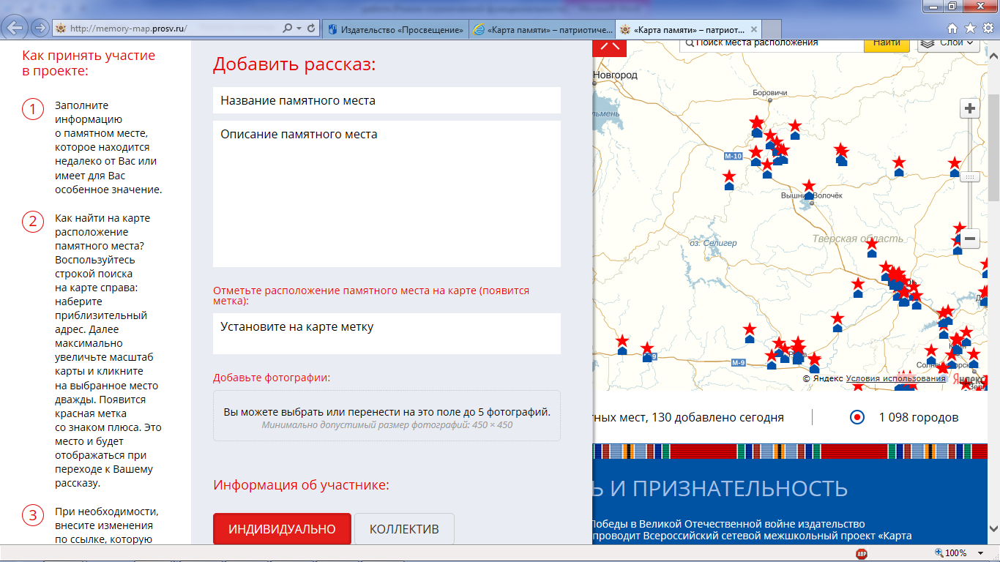 http://memory-map.prosv.ru/
Издательство «Просвещение»
«Карта памяти» – патриотиче...
«Карта памяти» – патриот...
Как принять участие
в проекте:
1
Заполните
информацию
о памятном месте,
которое находится
недалеко от Вас или
имеет для Вас
особенное значение.
2
Как найти на карте
расположение
памятного места?
Воспользуйтесь
строкой поиска
на карте справа:
наберите
приблизительный
адрес. Далее
максимально
увеличьте масштаб
карты и кликните
на выбранное место
дважды. Появится
красная метка
со знаком плюса. Это
место и будет
отображаться при
переходе к Вашему
рассказу.
3
При необходимости,
внесите изменения
по ссылке, которую
Добавить рассказ:
Название памятного места
Описание памятного места
Отметьте расположение памятного места на карте (появится
метка):
Установите на карте метку
Добавьте фотографии:
Вы можете выбрать или перенести на это поле до 5 фотографий.
Минимально допустимый размер фотографий: 450 × 450
Информация об участнике:
ИНДИВИДУАЛЬНО
КОЛЛЕКТИВ
Поиск места расположения
Найти
Слои
Новгород
Боровичи
льмень
М-10
Вышний Волочёк
оз. Селигер
Тверская область
М-9
© Яндекс Условия использования
Яндекс
тных мест, 130 добавлено сегодня
1 098 городов
Ь И ПРИЗНАТЕЛЬНОСТЬ
Победы в Великой Отечественной войне издательство
проводит Всероссийский сетевой межшкольный проект «Карта
ABP
100%